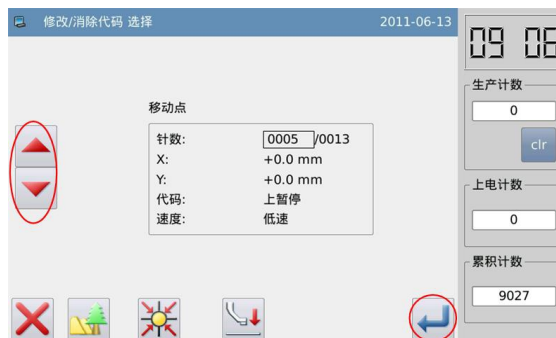 修改/消除代码 选择
2011-06-13
09 06
移动点
针数: 0005 /0013
X: +0.0 mm
Y: +0.0 mm
代码: 上暂停
速度: 低速
生产计数
0
clr
上电计数
0
累积计数
9027